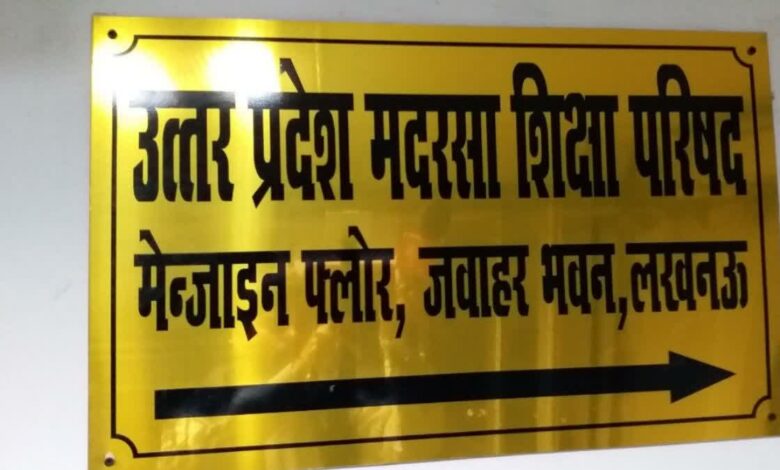 उत्तर प्रदेश मदरसा शिक्षा परिषद
मेन्जाइन फ्लोर, जवाहर भवन,लखनऊ